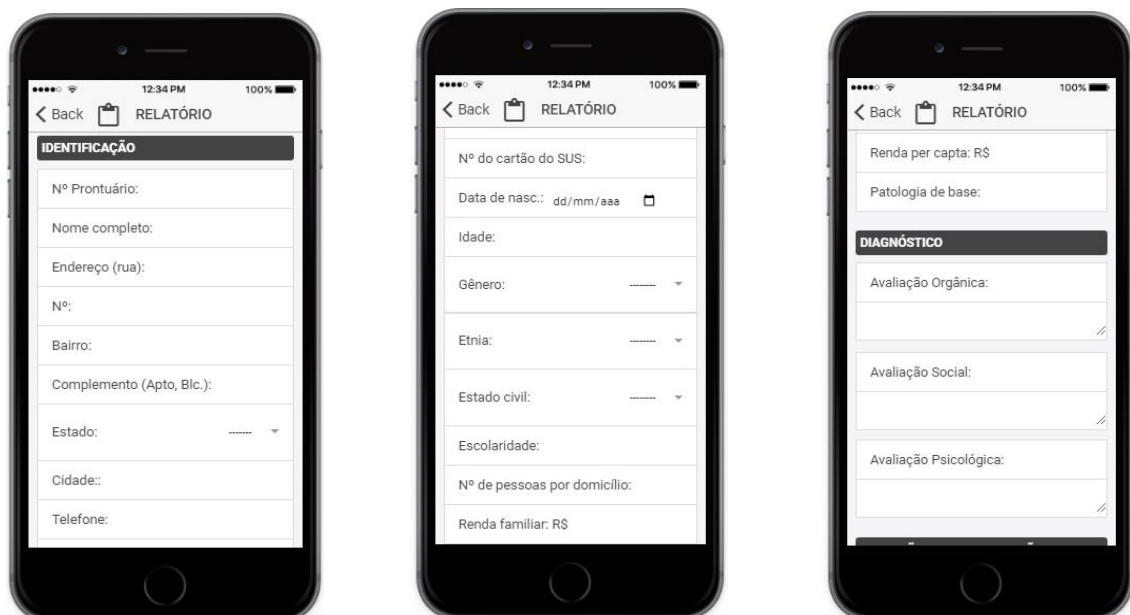 12:34 PM 100%
Back RELATÓRIO
IDENTIFICAÇÃO
Nº Prontuário:
Nome completo:
Endereço (rua):
Nº:
Bairro:
Complemento (Apto, Blc.):
Estado: -------
Cidade::
Telefone:
12:34 PM 100%
Back RELATÓRIO
Nº do cartão do SUS:
Data de nasc.: dd/mm/aaa
Idade:
Gênero: --------
Etnia: --------
Estado civil: --------
Escolaridade:
Nº de pessoas por domicílio:
Renda familiar: R$
12:34 PM 100%
Back RELATÓRIO
Renda per capta: R$
Patologia de base:
DIAGNÓSTICO
Avaliação Orgânica:
Avaliação Social:
Avaliação Psicológica: